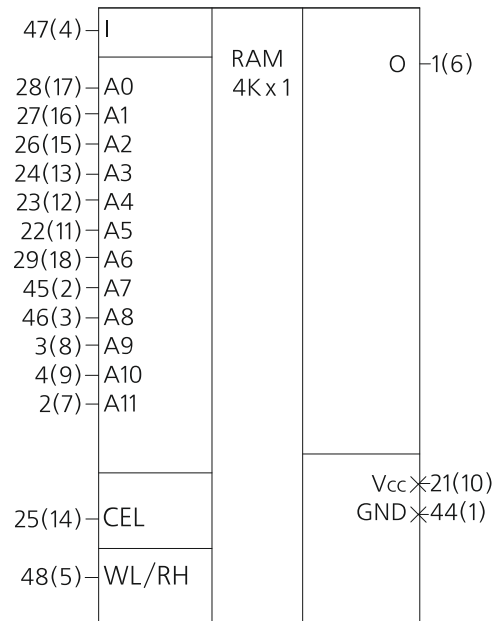 47(4) I
RAM
4K x 1
O 1(6)
28(17) A0
27(16) A1
26(15) A2
24(13) A3
23(12) A4
22(11) A5
29(18) A6
45(2) A7
46(3) A8
3(8) A9
4(9) A10
2(7) A11
Vcc 21(10)
GND 44(1)
25(14) CEL
48(5) WL/RH